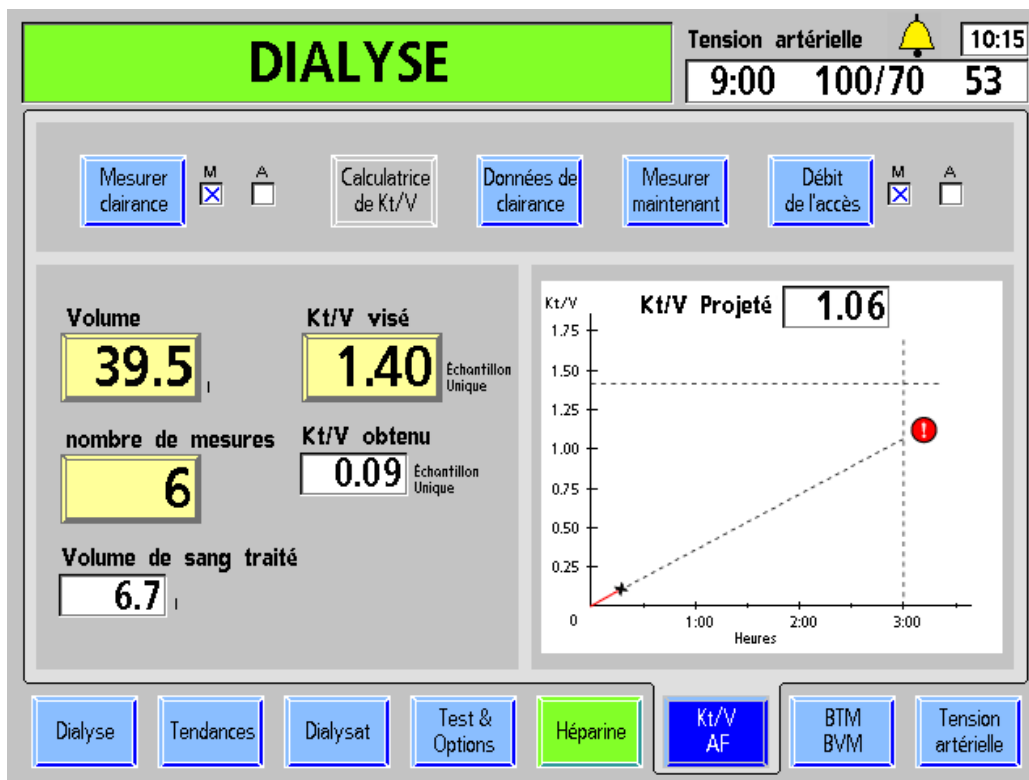 DIALYSE
Tension artérielle
10:15
9:00 100/70 53
Mesurer
clairance
M A
Calculatrice
de Kt/V
Données de
clairance
Mesurer
maintenant
Débit
de l'accès
M A
Volume
39.5 l
Kt/V visé
1.40 Échantillon
Unique
nombre de mesures
6
Kt/V obtenu
0.09 Échantillon
Unique
Volume de sang traité
6.7 l
Kt/V
Kt/V Projeté 1.06
1.75
1.50
1.25
1.00
0.75
0.50
0.25
0 1:00 2:00 3:00
Heures
!
Dialyse
Tendances
Dialysat
Test &
Options
Héparine
Kt/V
AF
BTM
BVM
Tension
artérielle